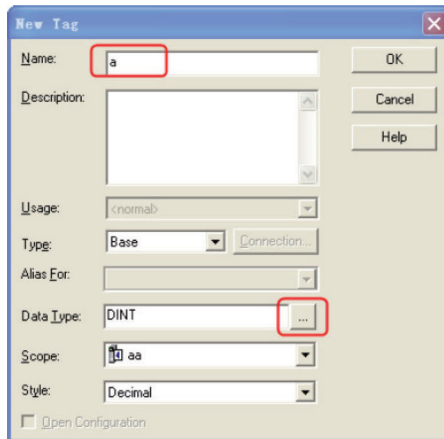 New Tag
Name: a OK
Description: Cancel
Help
Usage: <normal>
Type: Base Connection...
Alias For:
Data Type: DINT ...
Scope: aa
Style: Decimal
Open Configuration